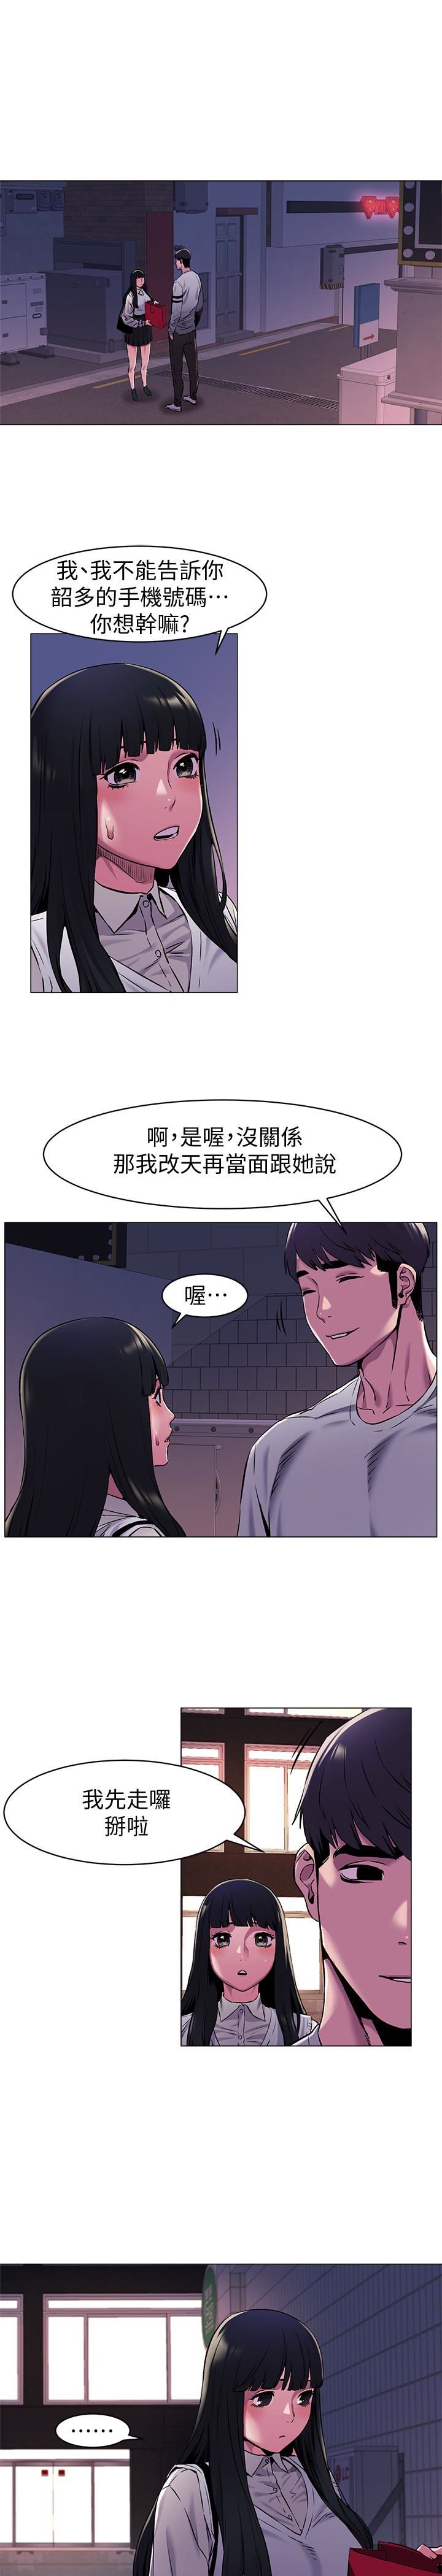 我、我不能告訴你
韶多的手機號碼…
你想幹嘛?
啊,是喔,沒關係
那我改天再當面跟她說
喔…
我先走囉
掰啦
……